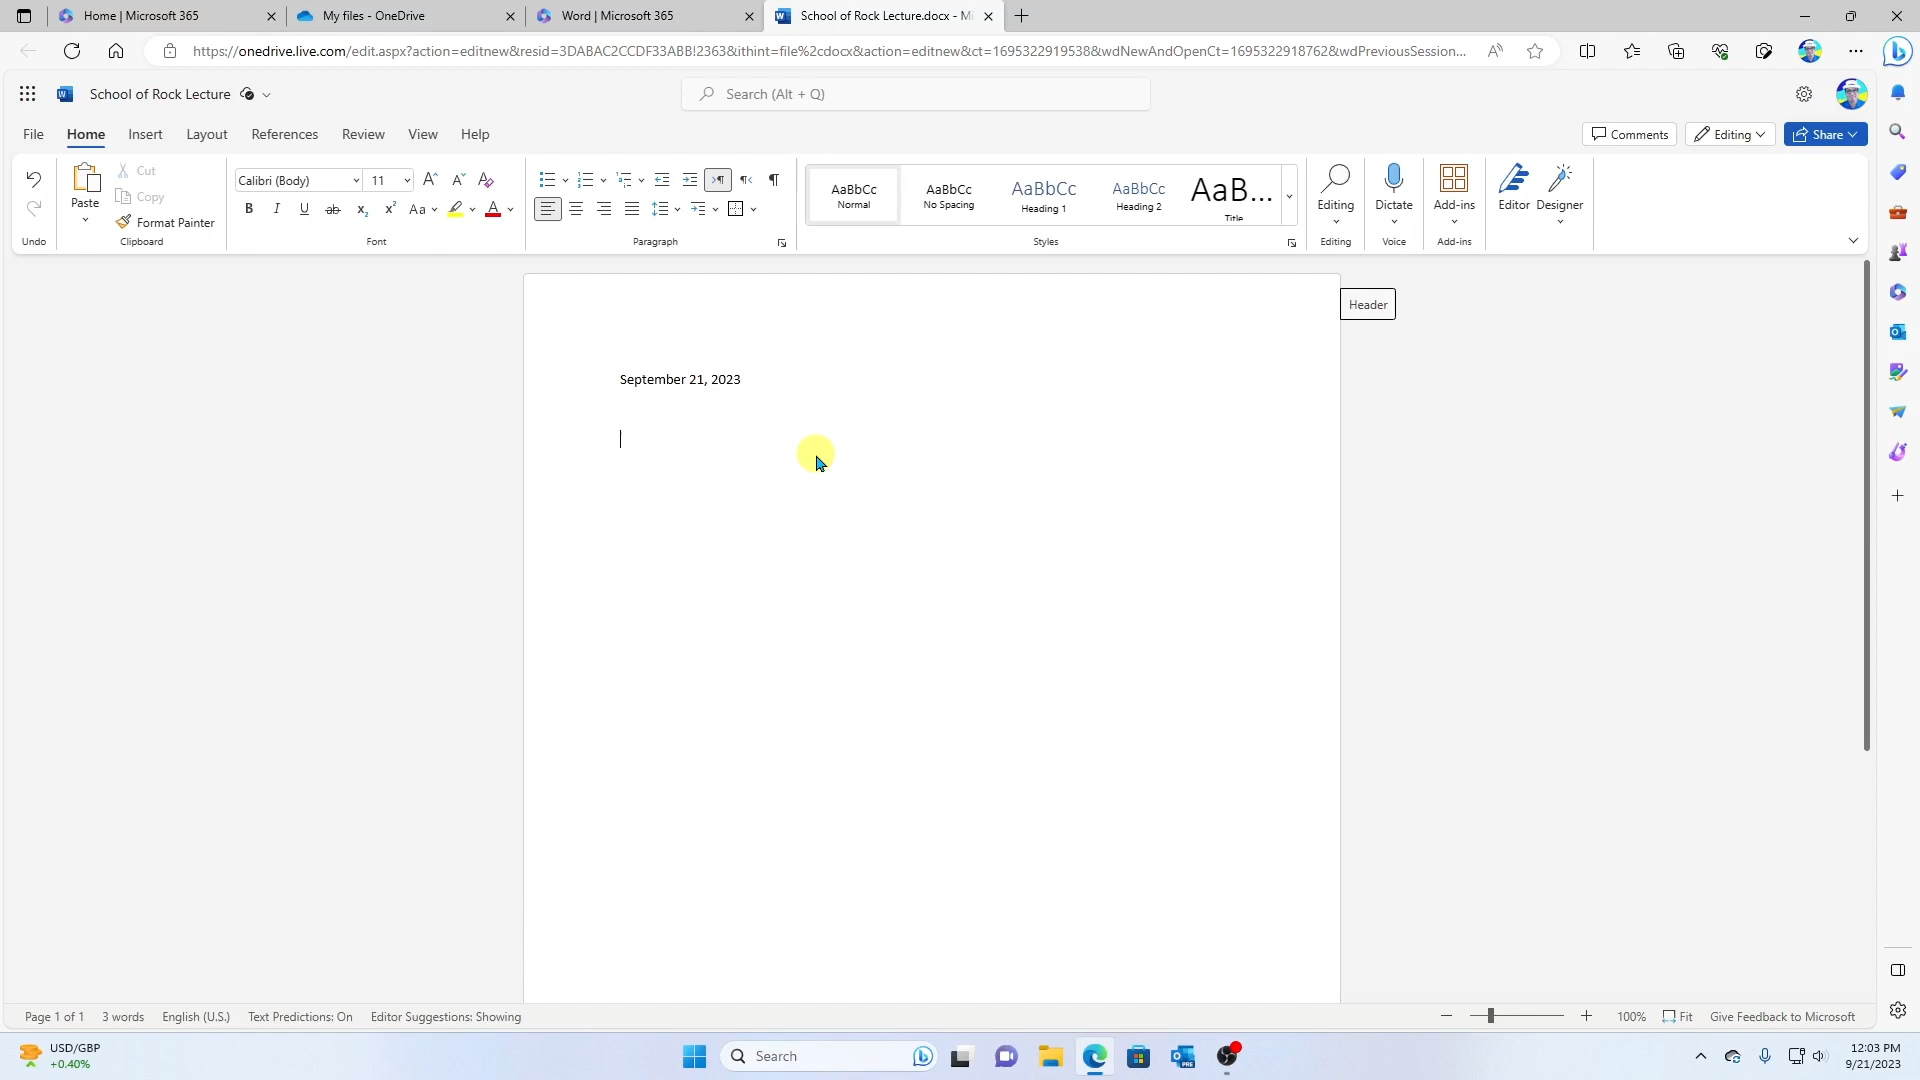 Home | Microsoft 365
My files - OneDrive
Word | Microsoft 365
School of Rock Lecture.docx - Mi
https://onedrive.live.com/edit.aspx?action=editnew&resid=3DABAC2CCDF33ABB!2363&ithint=file%2cdocx&action=editnew&ct=1695322919538&wdNewAndOpenCt=1695322918762&wdPreviousSession...
School of Rock Lecture
Search (Alt + Q)
File Home Insert Layout References Review View Help
Comments Editing Share
Paste
Cut
Copy
Format Painter
Calibri (Body) 11
AaBbCc Normal
AaBbCc No Spacing
AaBbCc Heading 1
AaBbCc Heading 2
AaB... Title
Editing
Dictate
Add-ins
Editor
Designer
Undo Clipboard Font Paragraph Styles Editing Voice Add-ins
Header
September 21, 2023
Page 1 of 1 3 words English (U.S.) Text Predictions: On Editor Suggestions: Showing
100% Fit Give Feedback to Microsoft
USD/GBP
+0.40%
Search
12:03 PM
9/21/2023